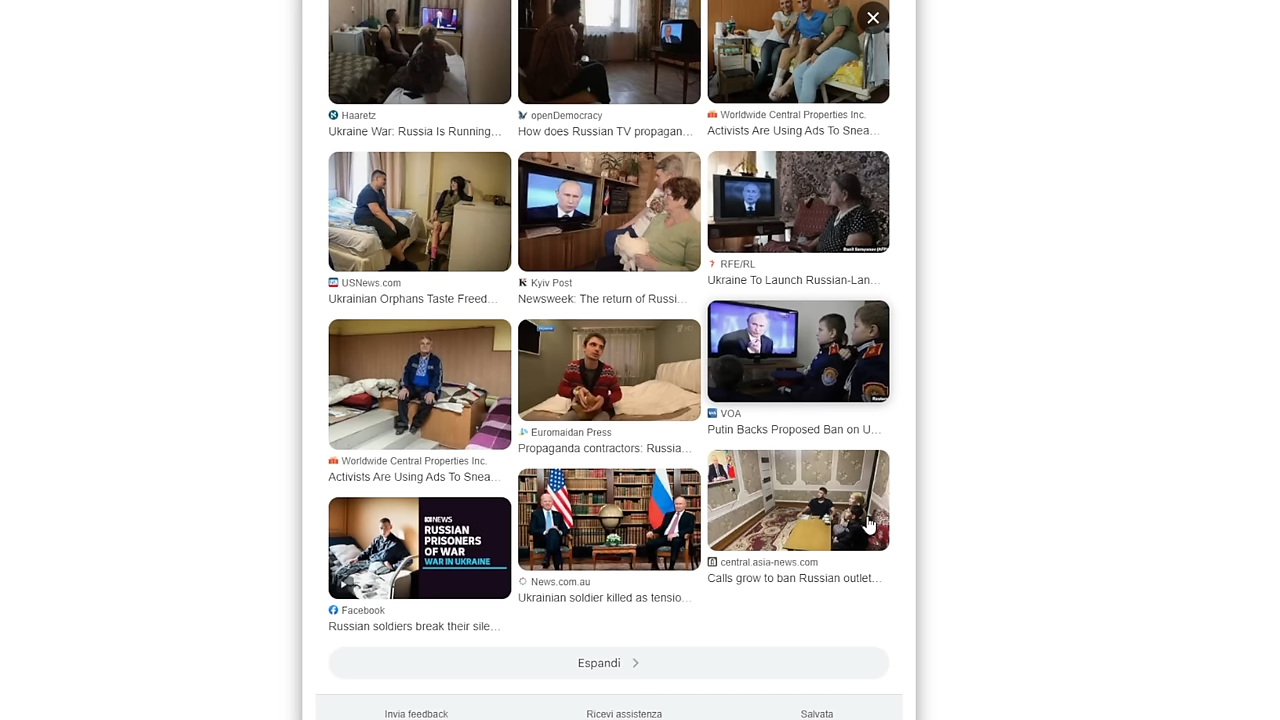 Haaretz
Ukraine War: Russia Is Running...
openDemocracy
How does Russian TV propagan...
Worldwide Central Properties Inc.
Activists Are Using Ads To Snea...
USNews.com
Ukrainian Orphans Taste Freed...
Kyiv Post
Newsweek: The return of Russi...
RFE/RL
Ukraine To Launch Russian-Lan...
Worldwide Central Properties Inc.
Activists Are Using Ads To Snea...
Euromaidan Press
Propaganda contractors: Russia...
VOA
Putin Backs Proposed Ban on U...
NEWS
RUSSIAN
PRISONERS
OF WAR
WAR IN UKRAINE
Facebook
Russian soldiers break their sile...
News.com.au
Ukrainian soldier killed as tensio...
central.asia-news.com
Calls grow to ban Russian outlet...
Espandi
Invia feedback
Ricevi assistenza
Salvata